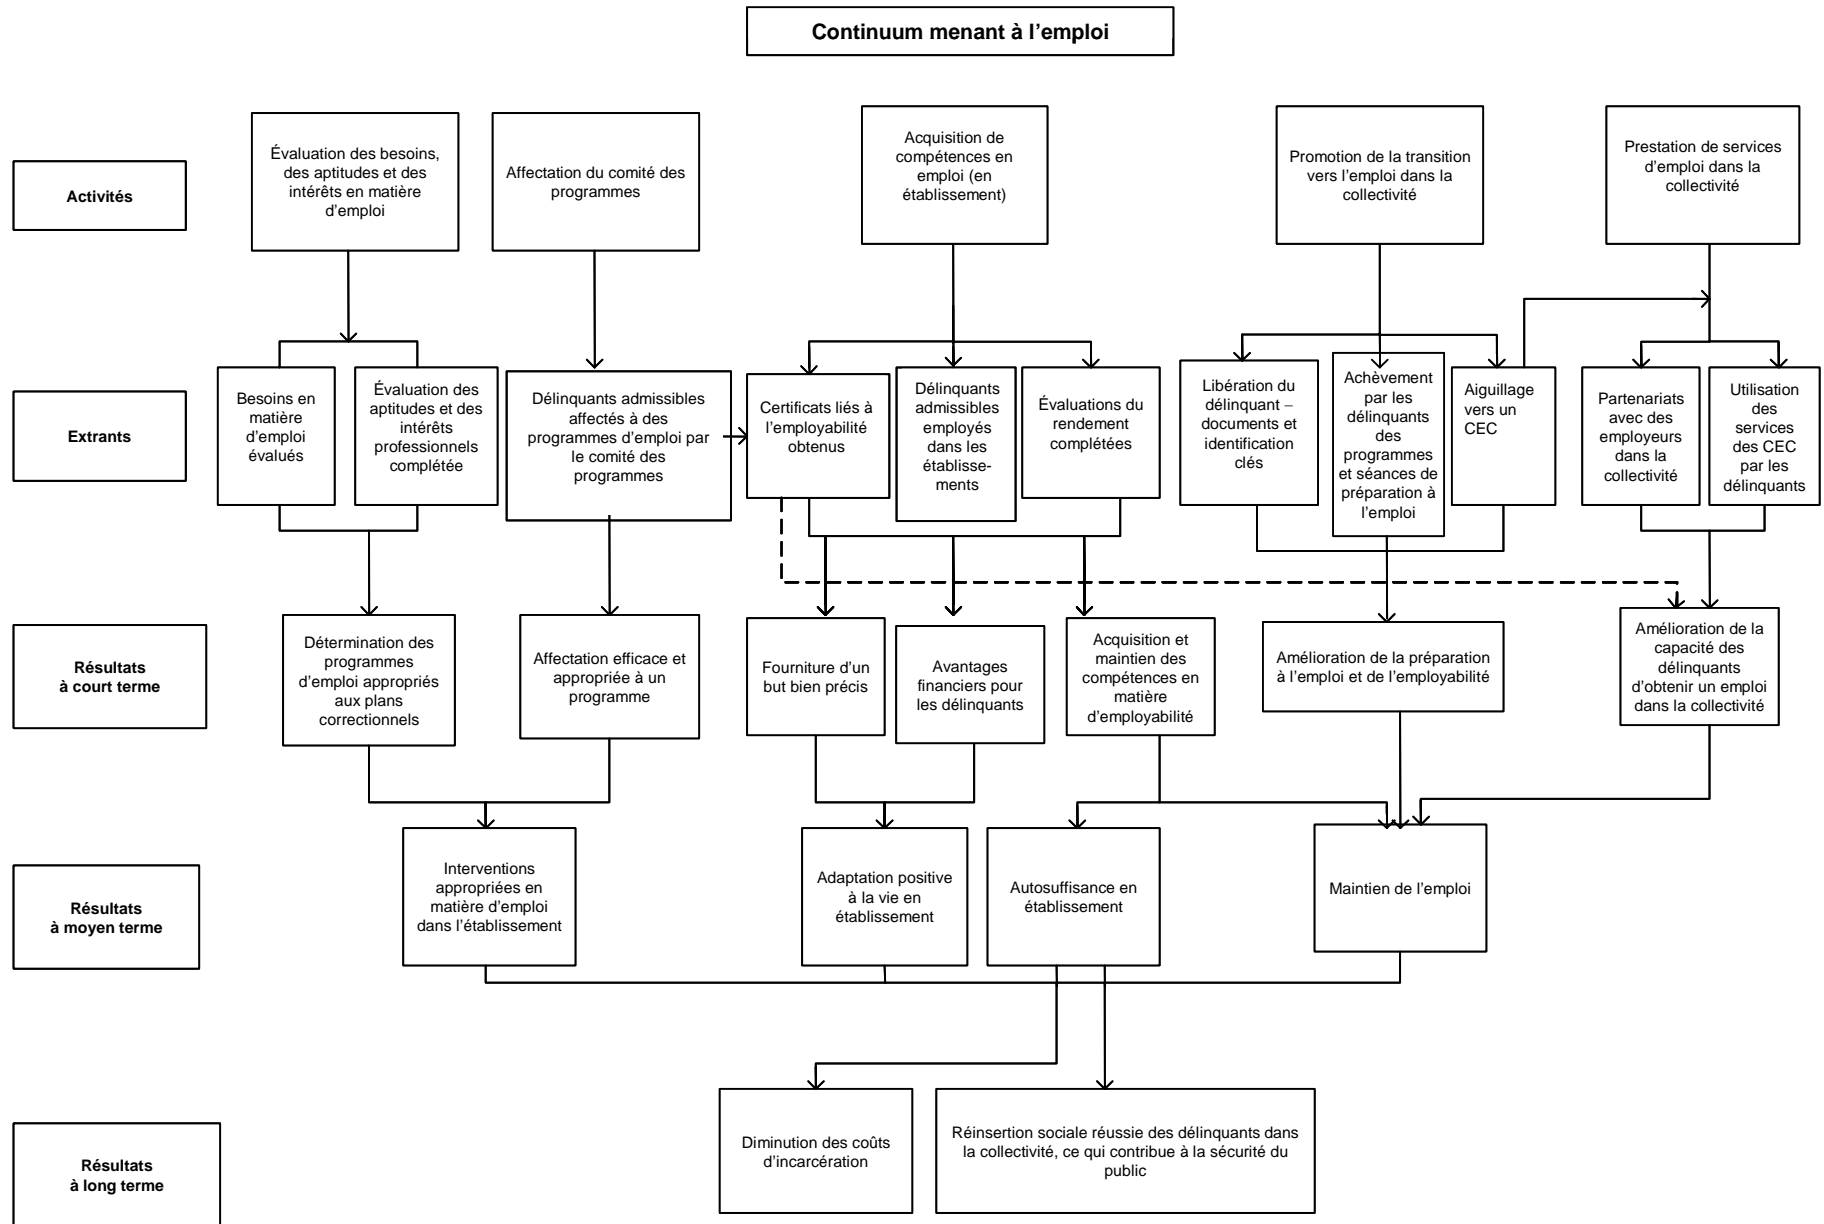 Continuum menant à l’emploi
Activités
Évaluation des besoins,
des aptitudes et des
intérêts en matière
d’emploi
Affectation du comité des
programmes
Acquisition de
compétences en
emploi (en
établissement)
Promotion de la transition
vers l’emploi dans la
collectivité
Prestation de services
d’emploi dans la
collectivité
Extrants
Besoins en
matière
d’emploi
évalués
Évaluation des
aptitudes et des
intérêts
professionnels
complétée
Délinquants admissibles
affectés à des
programmes d’emploi par
le comité des
programmes
Certificats liés à
l’employabilité
obtenus
Délinquants
admissibles
employés
dans les
établisse-
ments
Évaluations du
rendement
complétées
Libération du
délinquant –
documents et
identification
clés
Achèvement
par les
délinquants
des
programmes
et séances de
préparation à
l’emploi
Aiguillage
vers un
CEC
Partenariats
avec des
employeurs
dans la
collectivité
Utilisation
des
services
des CEC
par les
délinquants
Résultats
à court terme
Détermination des
programmes
d’emploi appropriés
aux plans
correctionnels
Affectation efficace et
appropriée à un
programme
Fourniture d’un
but bien précis
Avantages
financiers pour
les délinquants
Acquisition et
maintien des
compétences en
matière
d’employabilité
Amélioration de la préparation
à l’emploi et de l’employabilité
Amélioration de la
capacité des
délinquants
d’obtenir un emploi
dans la collectivité
Résultats
à moyen terme
Interventions
appropriées en
matière d’emploi
dans l’établissement
Adaptation positive
à la vie en
établissement
Autosuffisance en
établissement
Maintien de l’emploi
Résultats
à long terme
Diminution des coûts
d’incarcération
Réinsertion sociale réussie des délinquants dans
la collectivité, ce qui contribue à la sécurité du
public